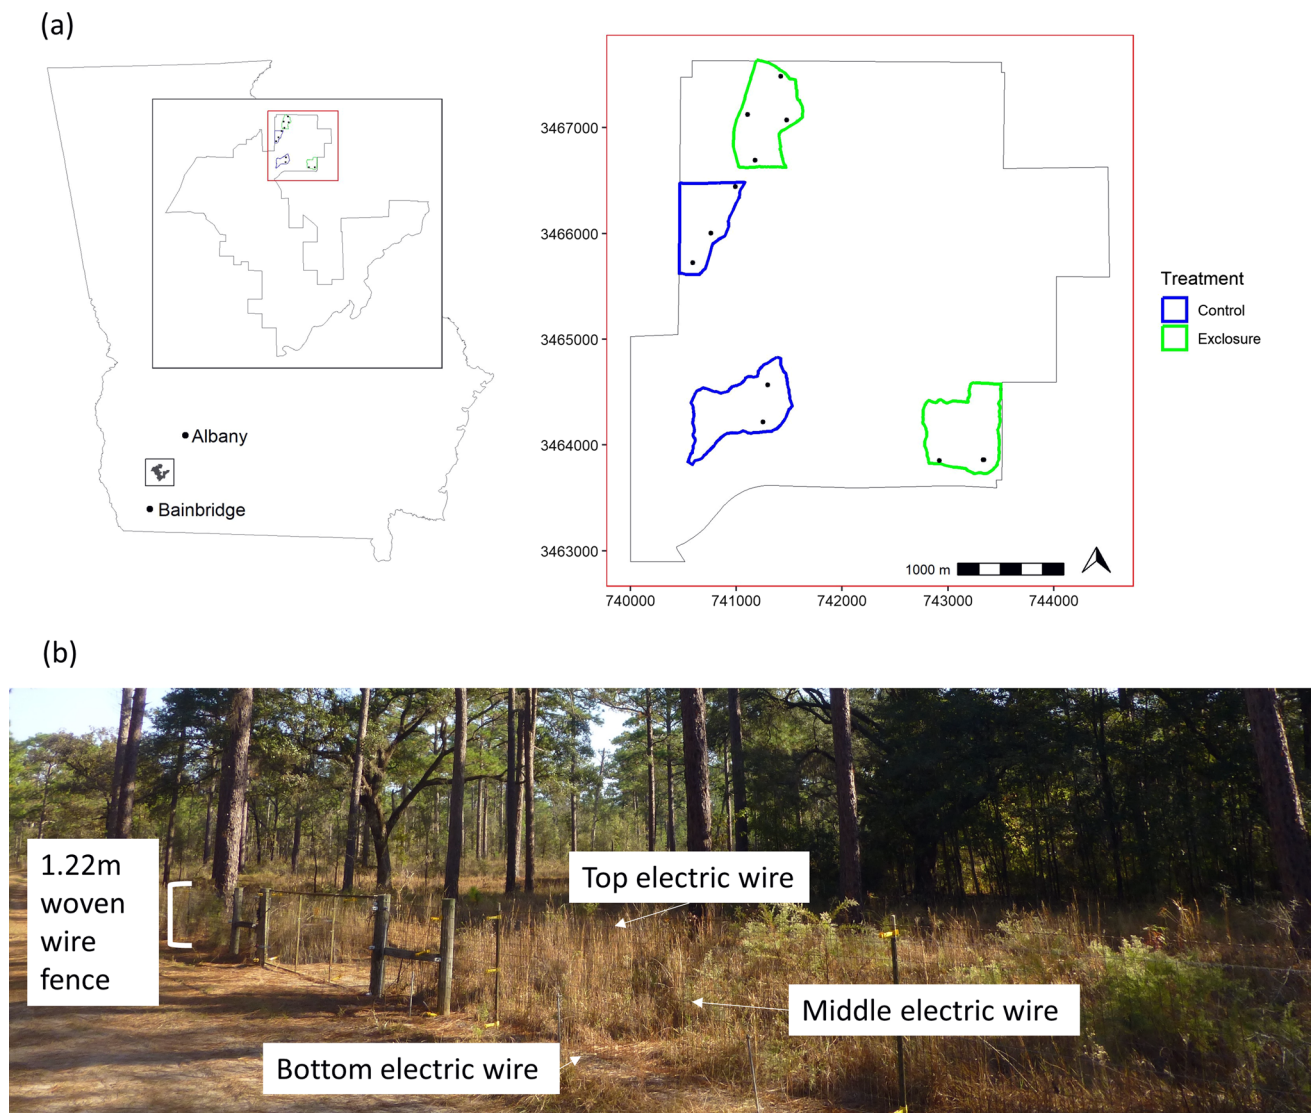 (a)
Albany
Bainbridge
3467000
3466000
3465000
3464000
3463000
740000 741000 742000 743000 744000
1000 m
Treatment
Control
Exclosure
(b)
1.22m
woven
wire
fence
Top electric wire
Middle electric wire
Bottom electric wire